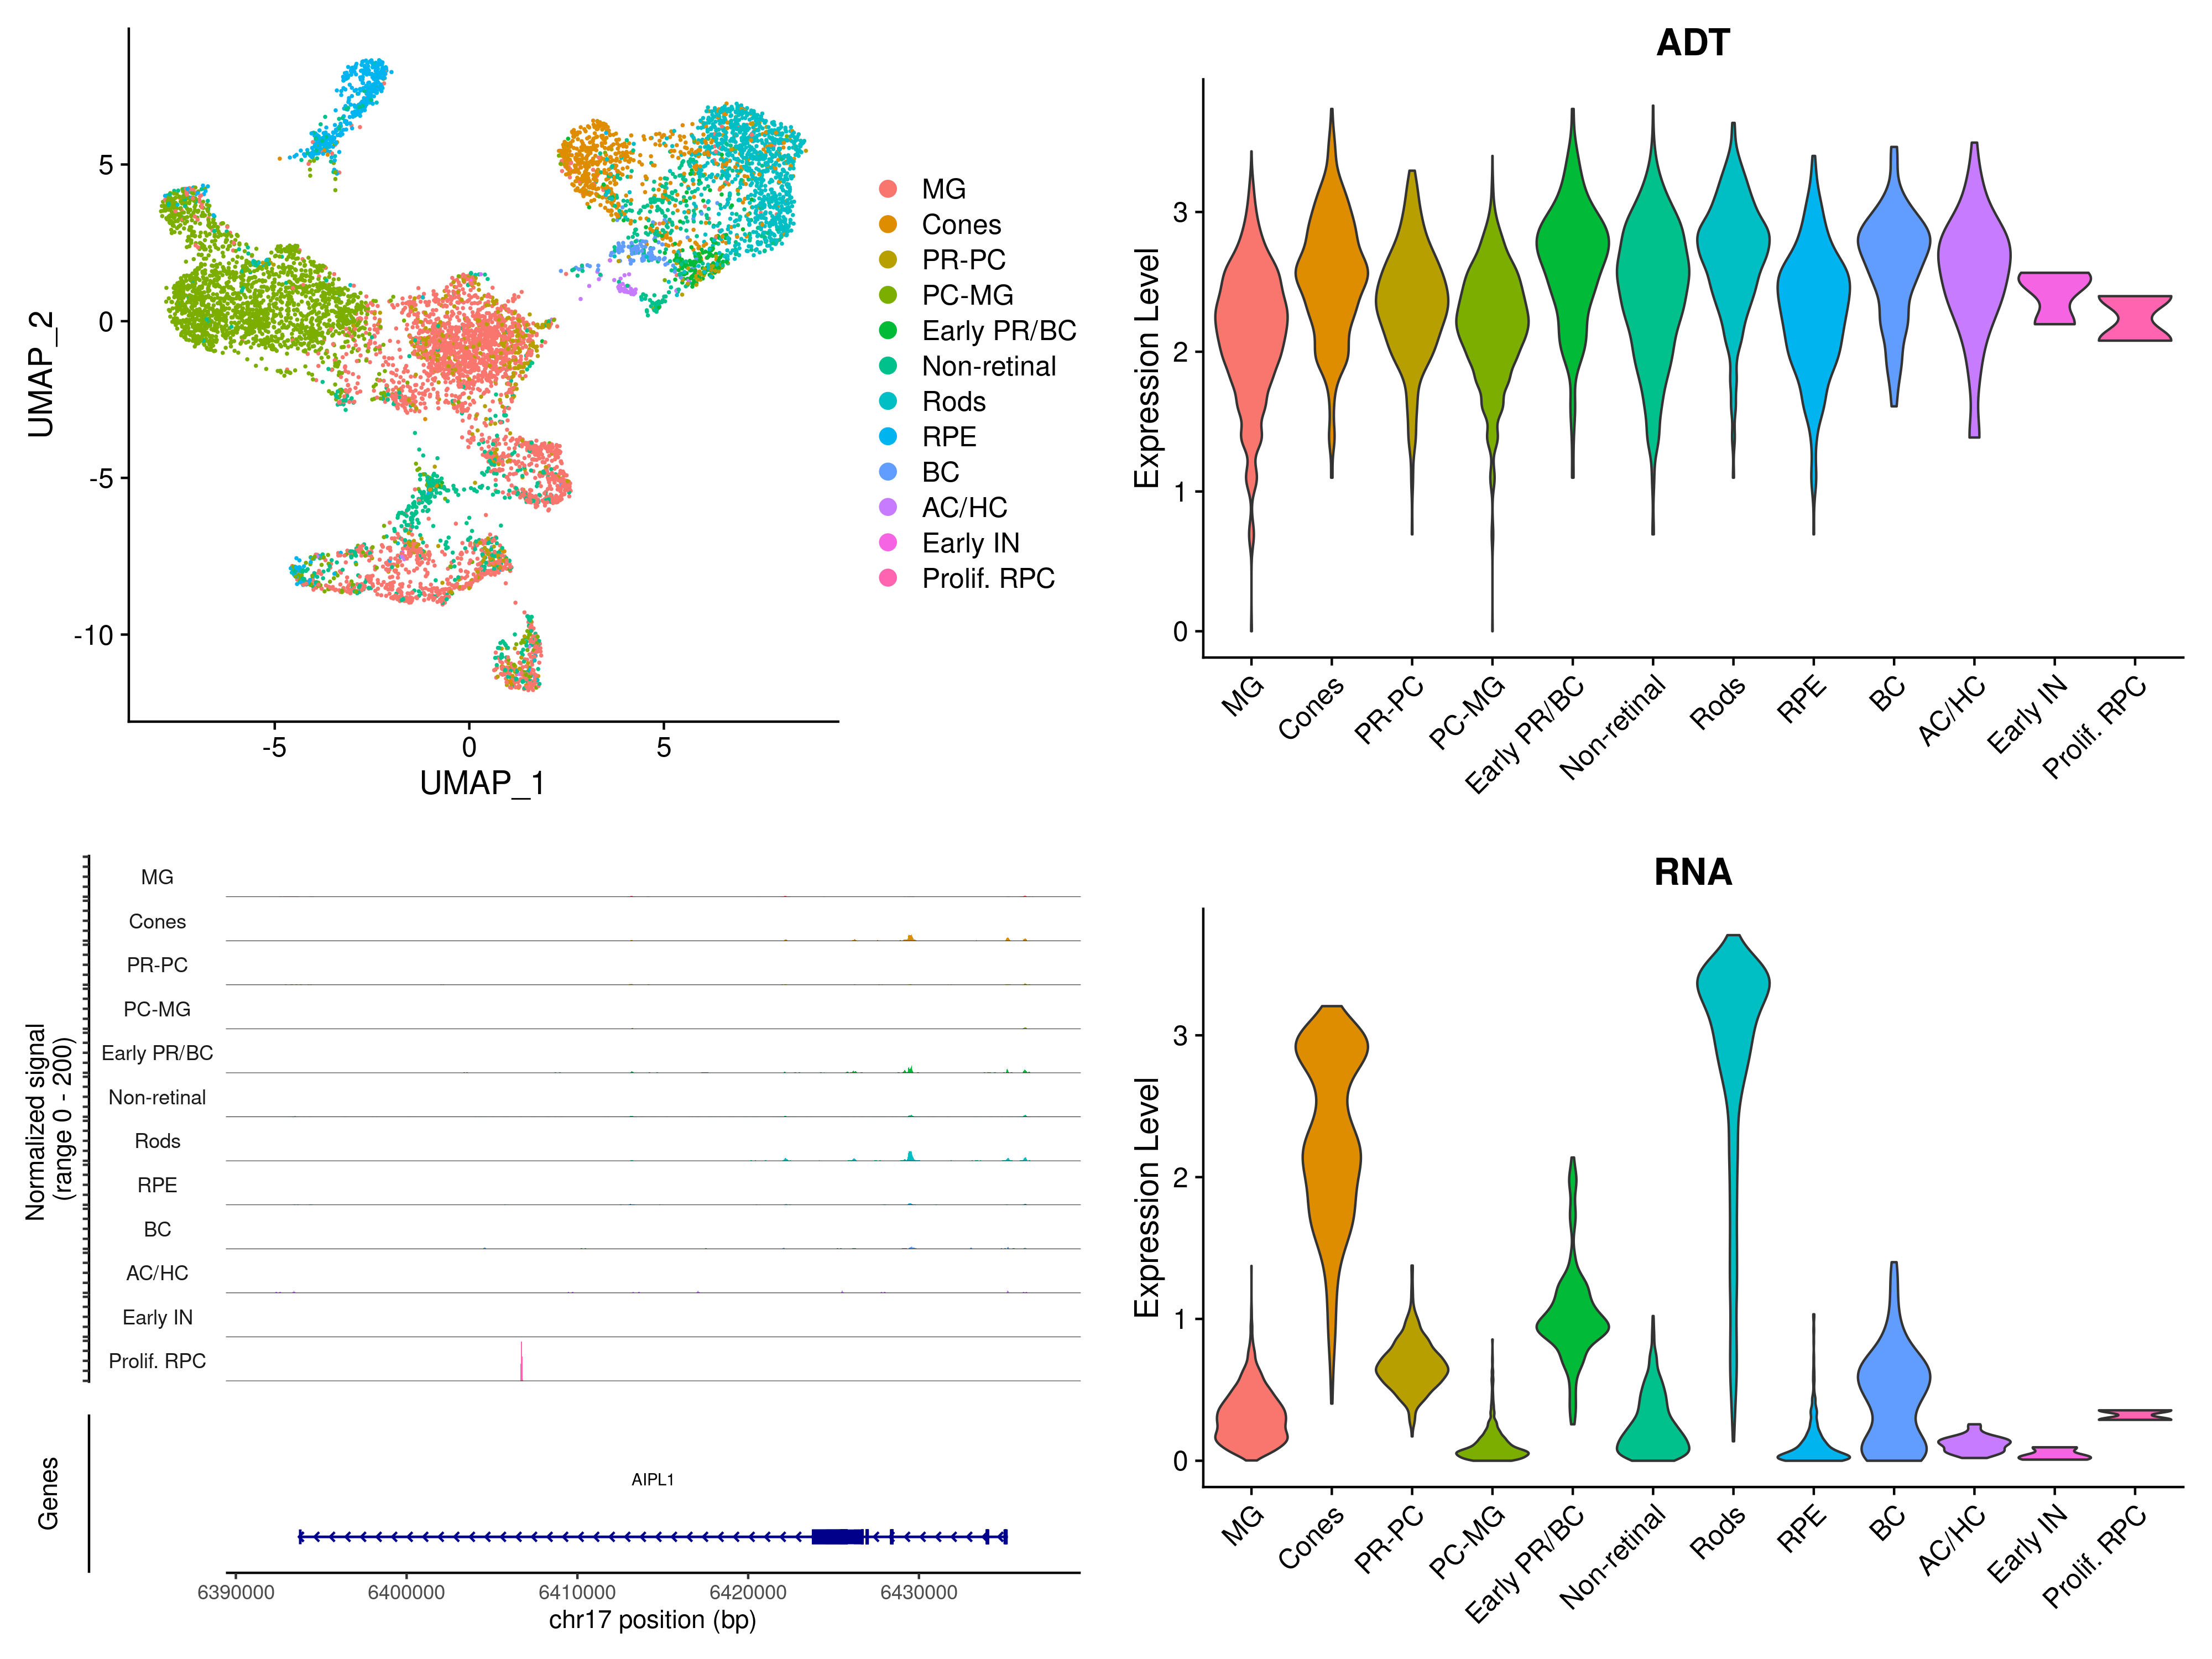 5
0
-5
-10
UMAP_2
-5
0
5
UMAP_1
MG
Cones
PR-PC
PC-MG
Early PR/BC
Non-retinal
Rods
RPE
BC
AC/HC
Early IN
Prolif. RPC
ADT
Expression Level
3
2
1
0
MG
Cones
PR-PC
PC-MG
Early PR/BC
Non-retinal
Rods
RPE
BC
AC/HC
Early IN
Prolif. RPC
Normalized signal
(range 0 - 200)
MG
Cones
PR-PC
PC-MG
Early PR/BC
Non-retinal
Rods
RPE
BC
AC/HC
Early IN
Prolif. RPC
Genes
AIPL1
6390000
6400000
6410000
6420000
6430000
chr17 position (bp)
RNA
Expression Level
3
2
1
0
MG
Cones
PR-PC
PC-MG
Early PR/BC
Non-retinal
Rods
RPE
BC
AC/HC
Early IN
Prolif. RPC